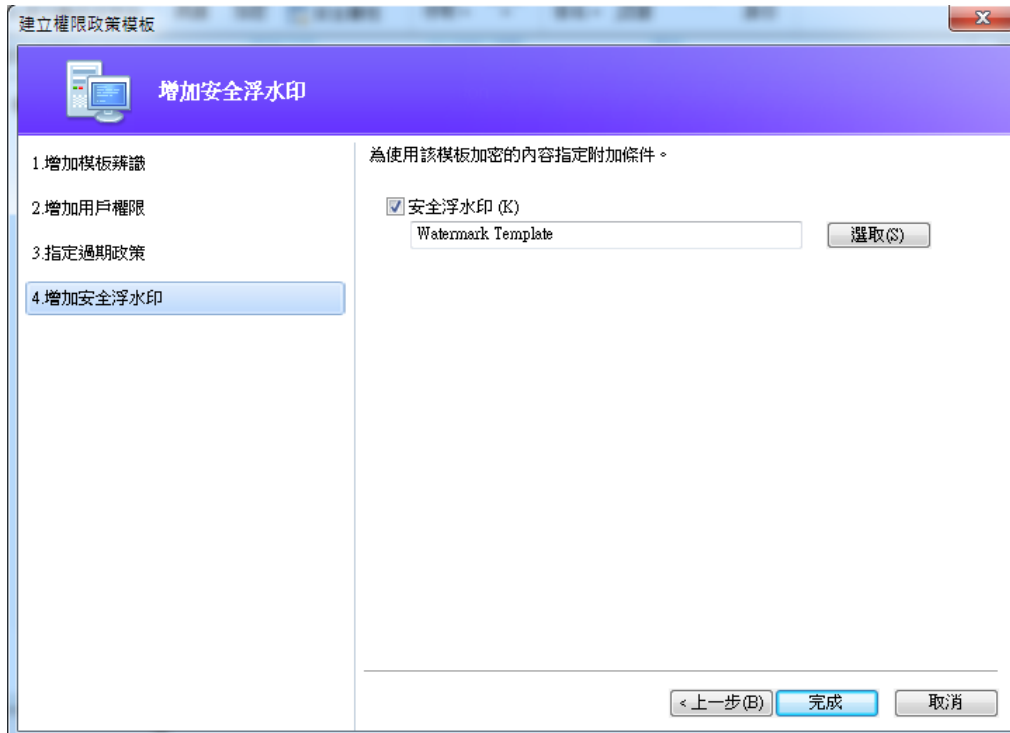 建立權限政策模板
增加安全浮水印
1.增加模板辨識
2.增加用戶權限
3.指定過期政策
4.增加安全浮水印
為使用該模板加密的內容指定附加條件。
安全浮水印 (K)
Watermark Template
選取(S)
<上一步(B)
完成
取消